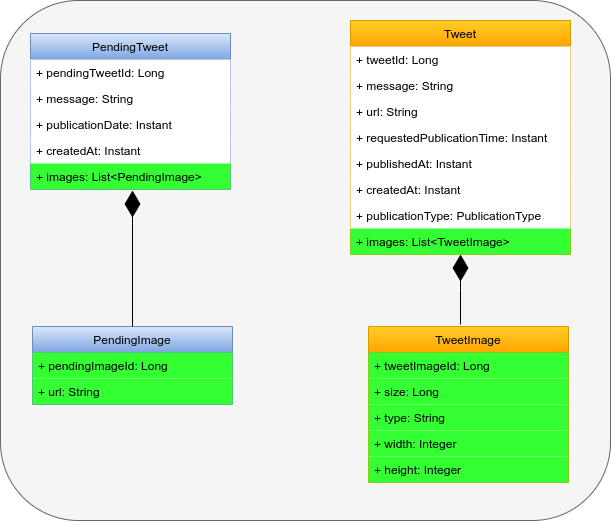 PendingTweet
+ pendingTweetId: Long
+ message: String
+ publicationDate: Instant
+ createdAt: Instant
+ images: List<PendingImage>
Tweet
+ tweetId: Long
+ message: String
+ url: String
+ requestedPublicationTime: Instant
+ publishedAt: Instant
+ createdAt: Instant
+ publicationType: PublicationType
+ images: List<TweetImage>
PendingImage
+ pendingImageId: Long
+ url: String
TweetImage
+ tweetImageId: Long
+ size: Long
+ type: String
+ width: Integer
+ height: Integer